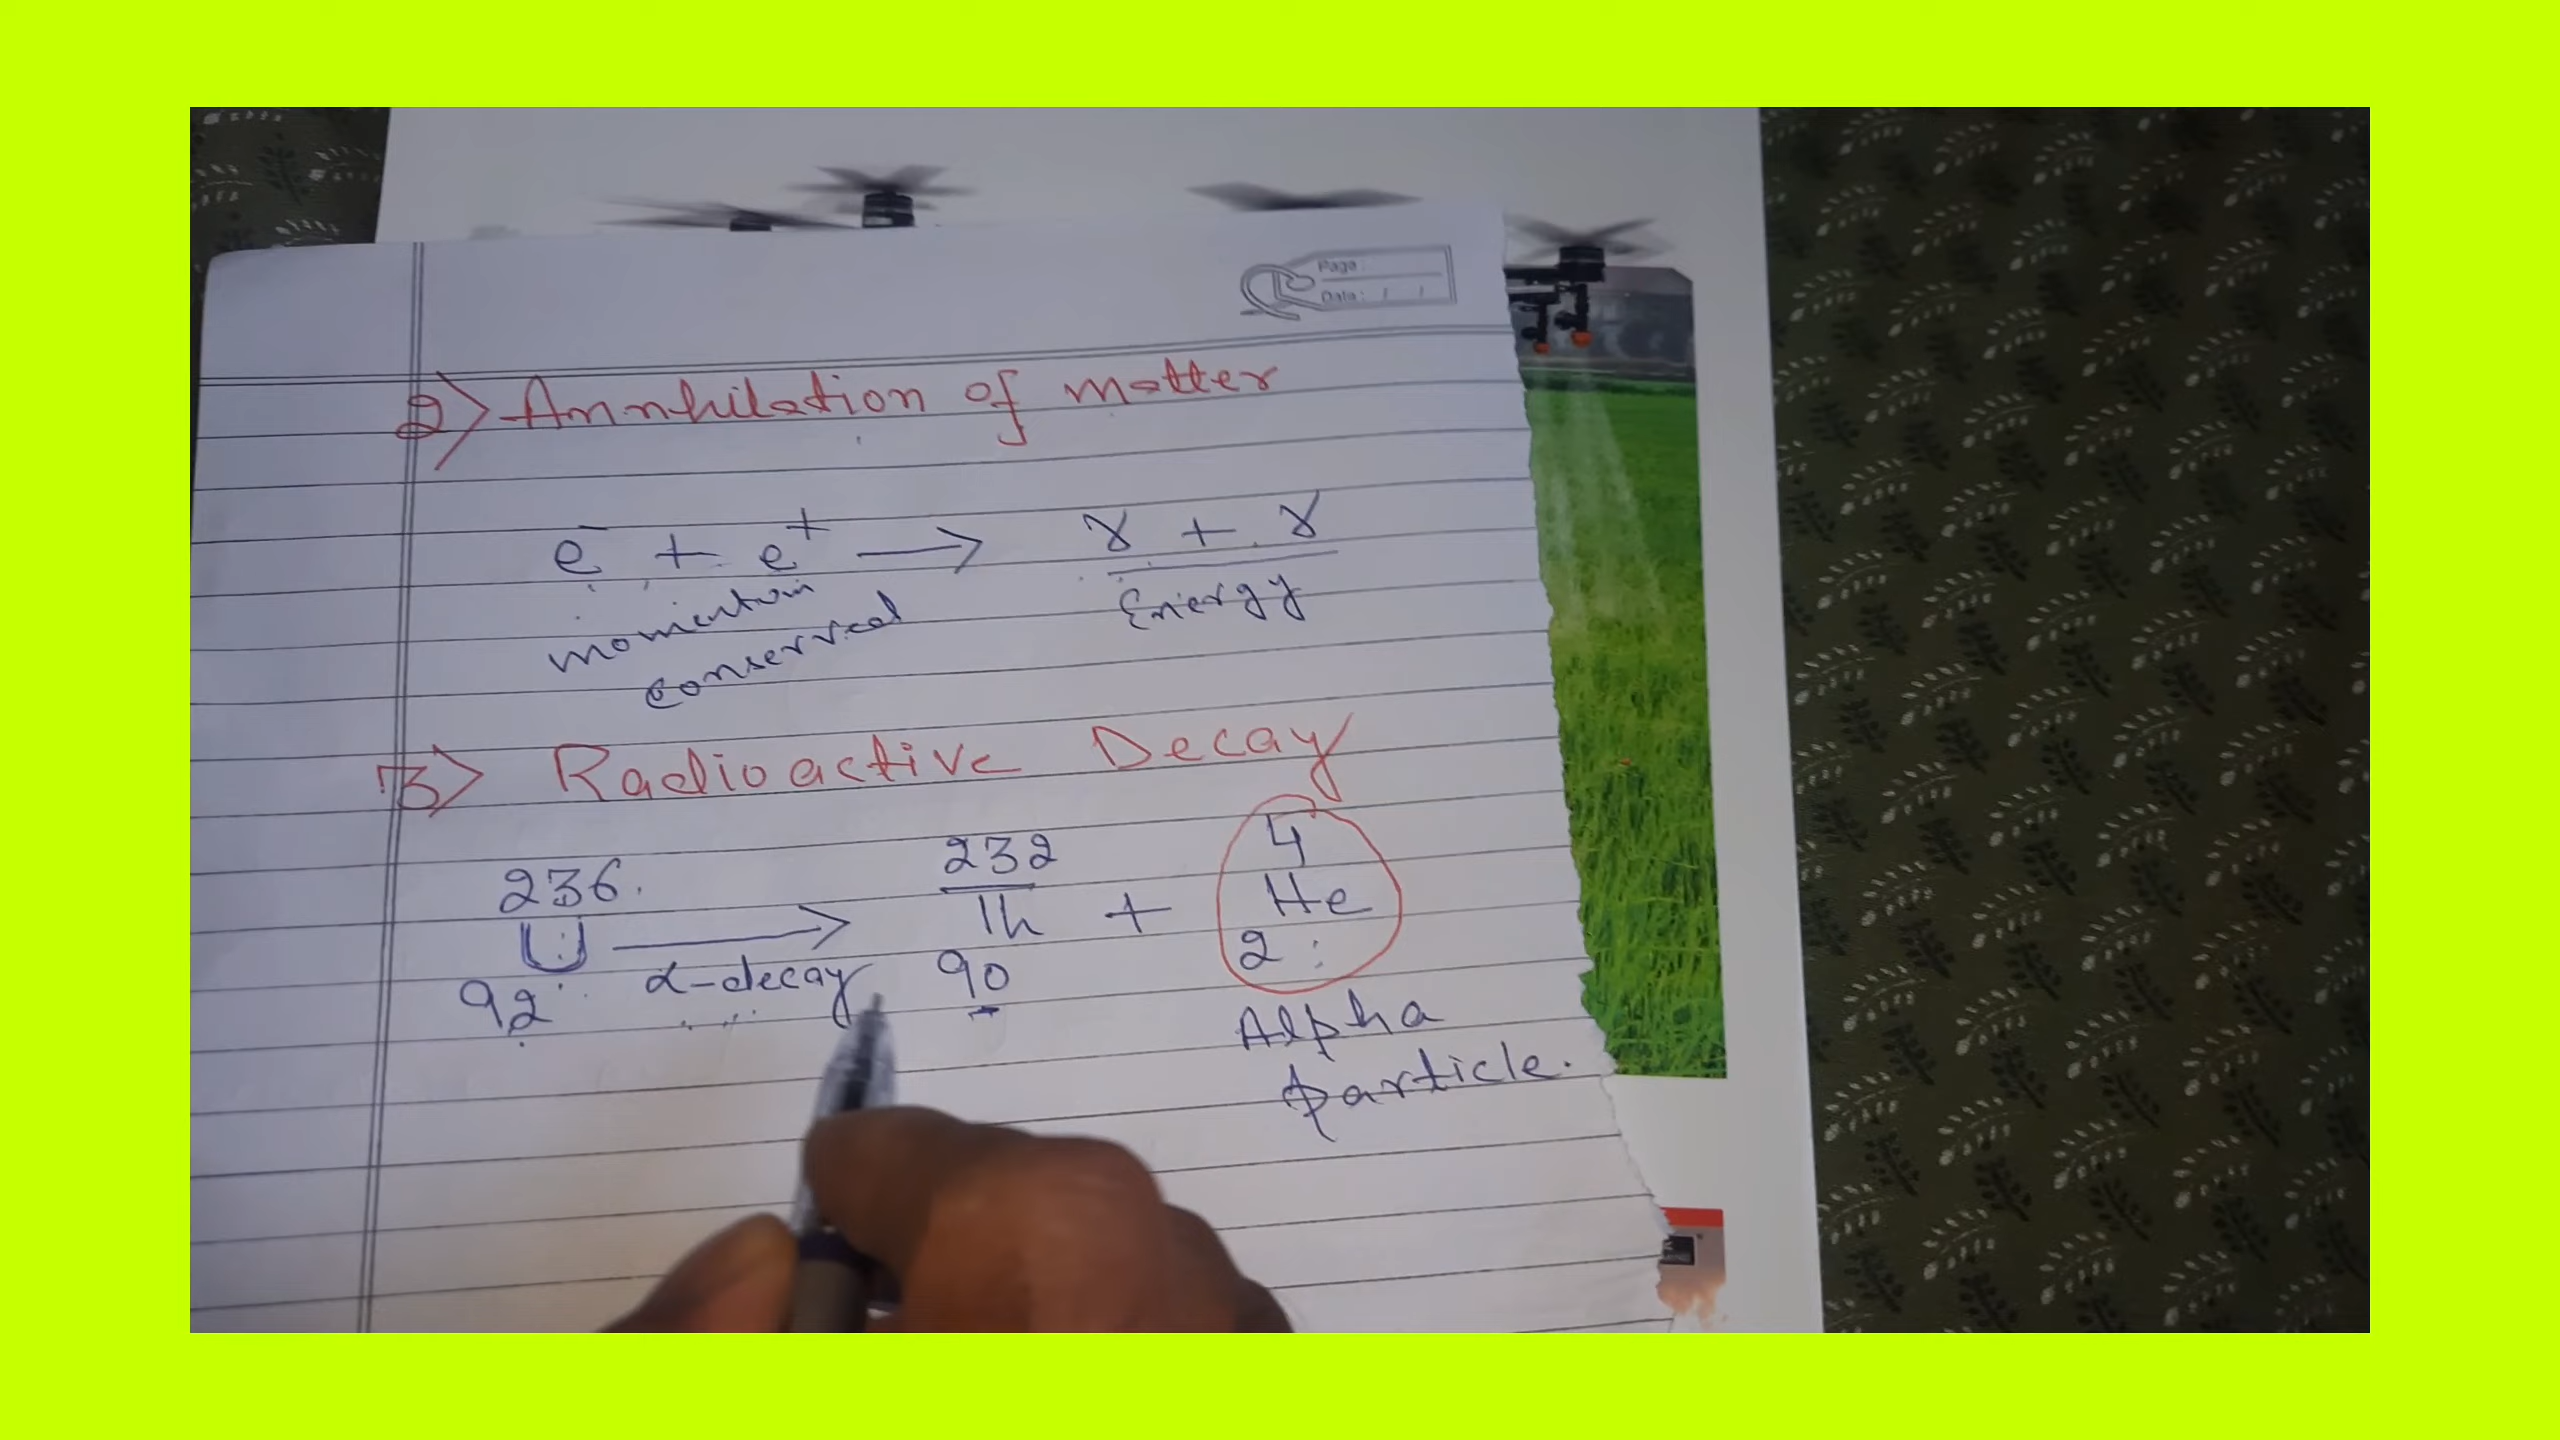 Page:
Date: / /
2> Annhilation of matter
e⁻ + e⁺ ⟶ γ + γ
momentum
conserved
Energy
3> Radioactive Decay
236 232 4
U ⟶ Th + He
92 α-decay 90 2
Alpha
particle.